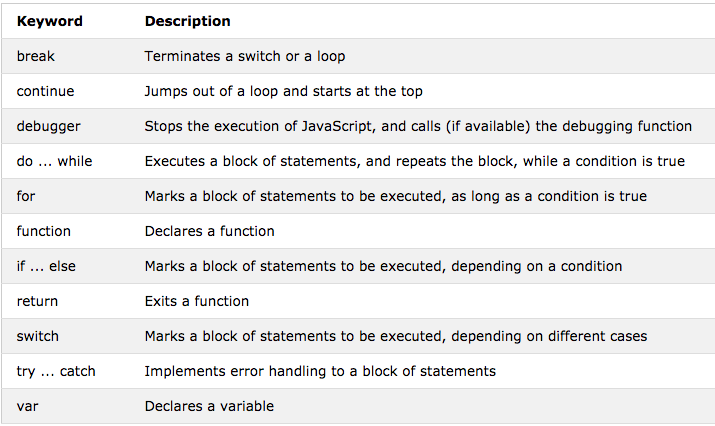 Keyword Description
break Terminates a switch or a loop
continue Jumps out of a loop and starts at the top
debugger Stops the execution of JavaScript, and calls (if available) the debugging function
do ... while Executes a block of statements, and repeats the block, while a condition is true
for Marks a block of statements to be executed, as long as a condition is true
function Declares a function
if ... else Marks a block of statements to be executed, depending on a condition
return Exits a function
switch Marks a block of statements to be executed, depending on different cases
try ... catch Implements error handling to a block of statements
var Declares a variable